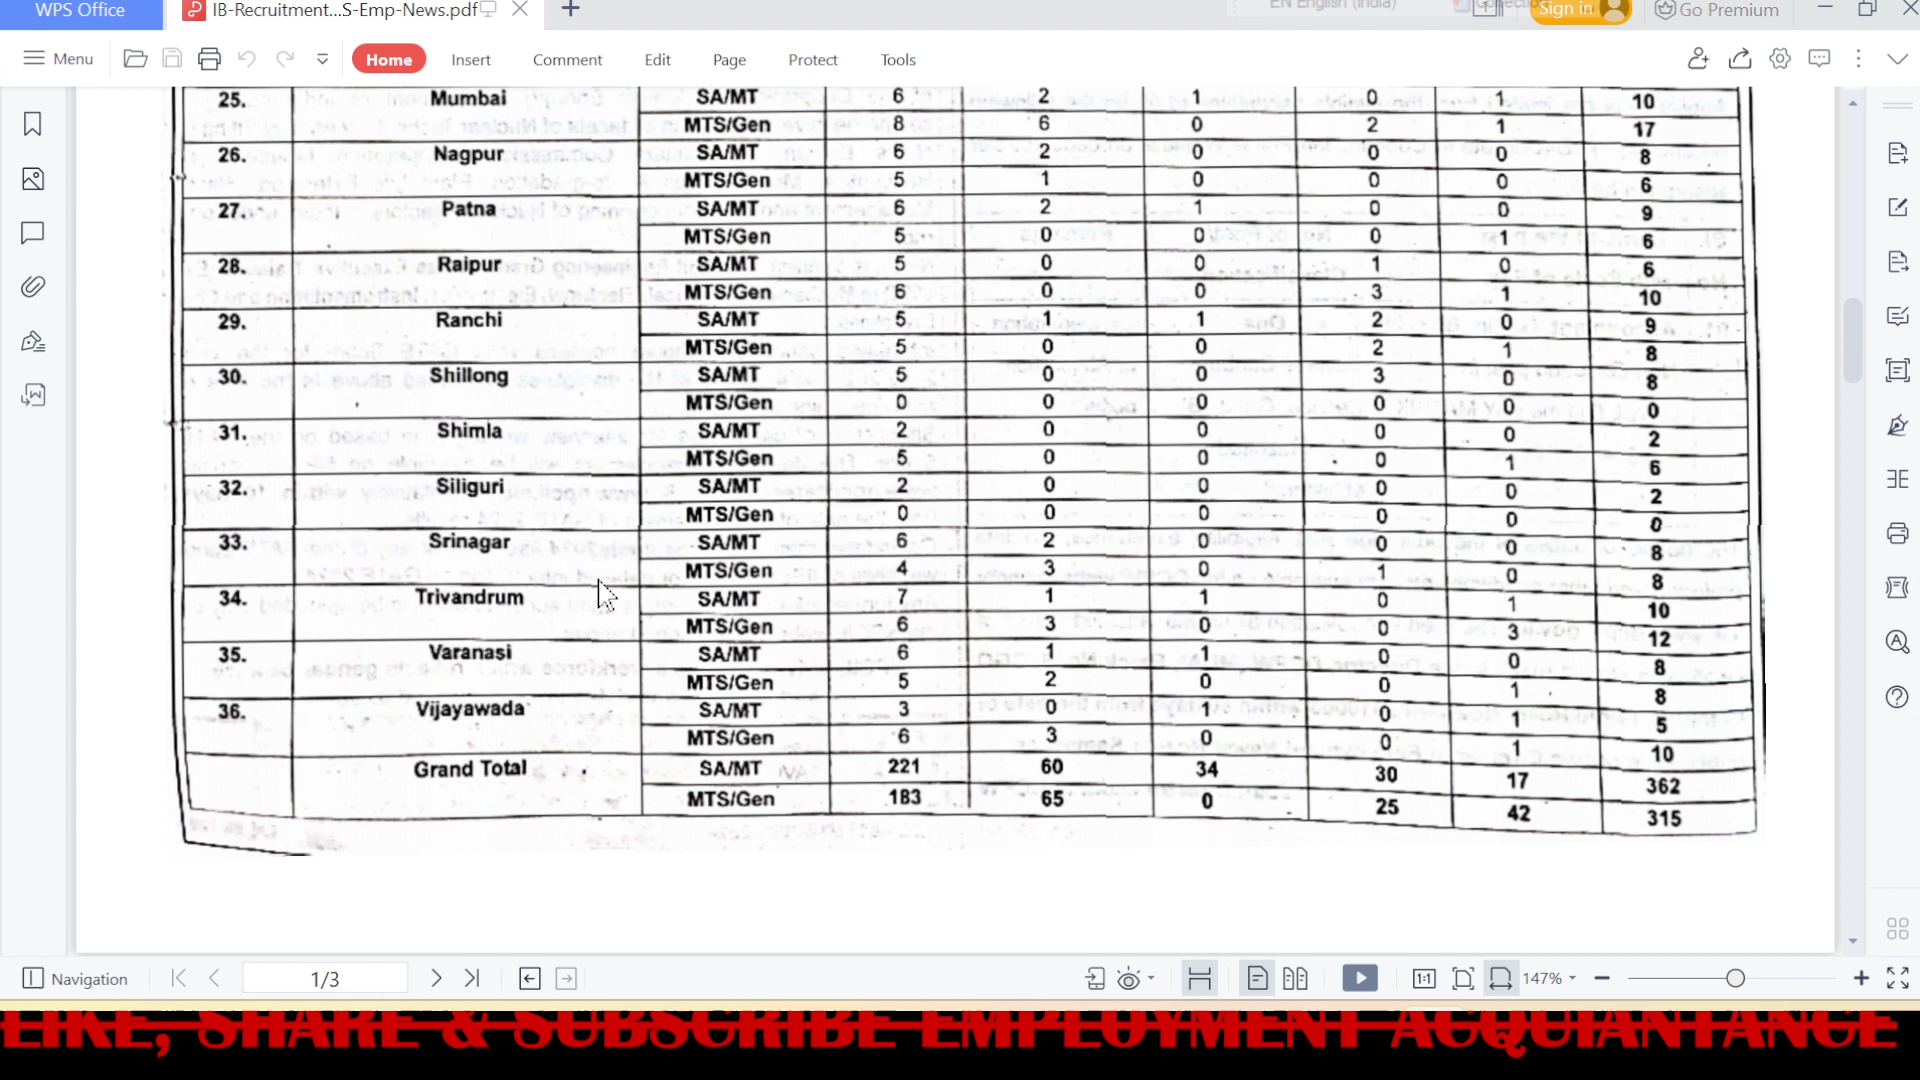 WPS Office IB-Recruitment...S-Emp-News.pdf EN English (India) Sign in Go Premium
Menu Home Insert Comment Edit Page Protect Tools
25. Mumbai SA/MT 6 2 1 0 1 10
MTS/Gen 8 6 0 2 1 17
26. Nagpur SA/MT 6 2 0 0 0 8
MTS/Gen 5 1 0 0 0 6
27. Patna SA/MT 6 2 1 0 0 9
MTS/Gen 5 0 0 0 1 6
28. Raipur SA/MT 5 0 0 1 0 6
MTS/Gen 6 0 0 3 1 10
29. Ranchi SA/MT 5 1 1 2 0 9
MTS/Gen 5 0 0 2 1 8
30. Shillong SA/MT 5 0 0 3 0 8
MTS/Gen 0 0 0 0 0 0
31. Shimla SA/MT 2 0 0 0 0 2
MTS/Gen 5 0 0 0 1 6
32. Siliguri SA/MT 2 0 0 0 0 2
MTS/Gen 0 0 0 0 0 0
33. Srinagar SA/MT 6 2 0 0 0 8
MTS/Gen 4 3 0 1 0 8
34. Trivandrum SA/MT 7 1 1 0 1 10
MTS/Gen 6 3 0 0 3 12
35. Varanasi SA/MT 6 1 1 0 0 8
MTS/Gen 5 2 0 0 1 8
36. Vijayawada SA/MT 3 0 1 0 1 5
MTS/Gen 6 3 0 0 1 10
Grand Total SA/MT 221 60 34 30 17 362
MTS/Gen 183 65 0 25 42 315
Navigation 1/3 147%
LIKE, SHARE & SUBSCRIBE EMPLOYMENT ACQUIANTANCE